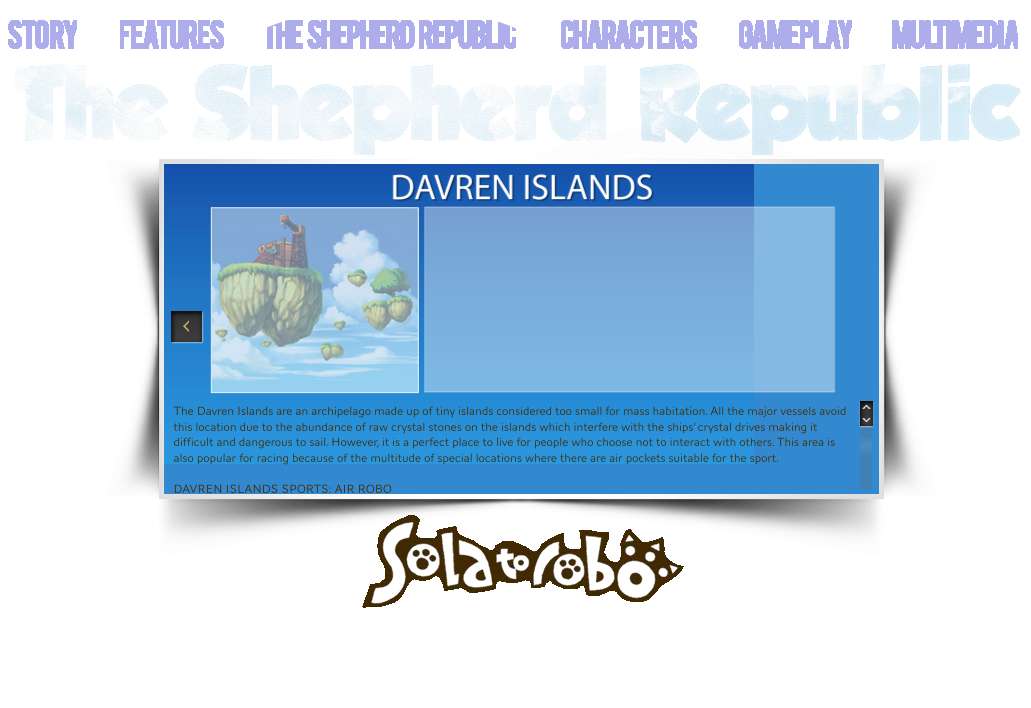 STORY FEATURES THE SHEPHERD REPUBLIC CHARACTERS GAMEPLAY MULTIMEDIA
The Shepherd Republic
DAVREN ISLANDS
The Davren Islands are an archipelago made up of tiny islands considered too small for mass habitation. All the major vessels avoid
this location due to the abundance of raw crystal stones on the islands which interfere with the ships' crystal drives making it
difficult and dangerous to sail. However, it is a perfect place to live for people who choose not to interact with others. This area is
also popular for racing because of the multitude of special locations where there are air pockets suitable for the sport.
DAVREN ISLANDS SPORTS: AIR ROBO
Solatorobo